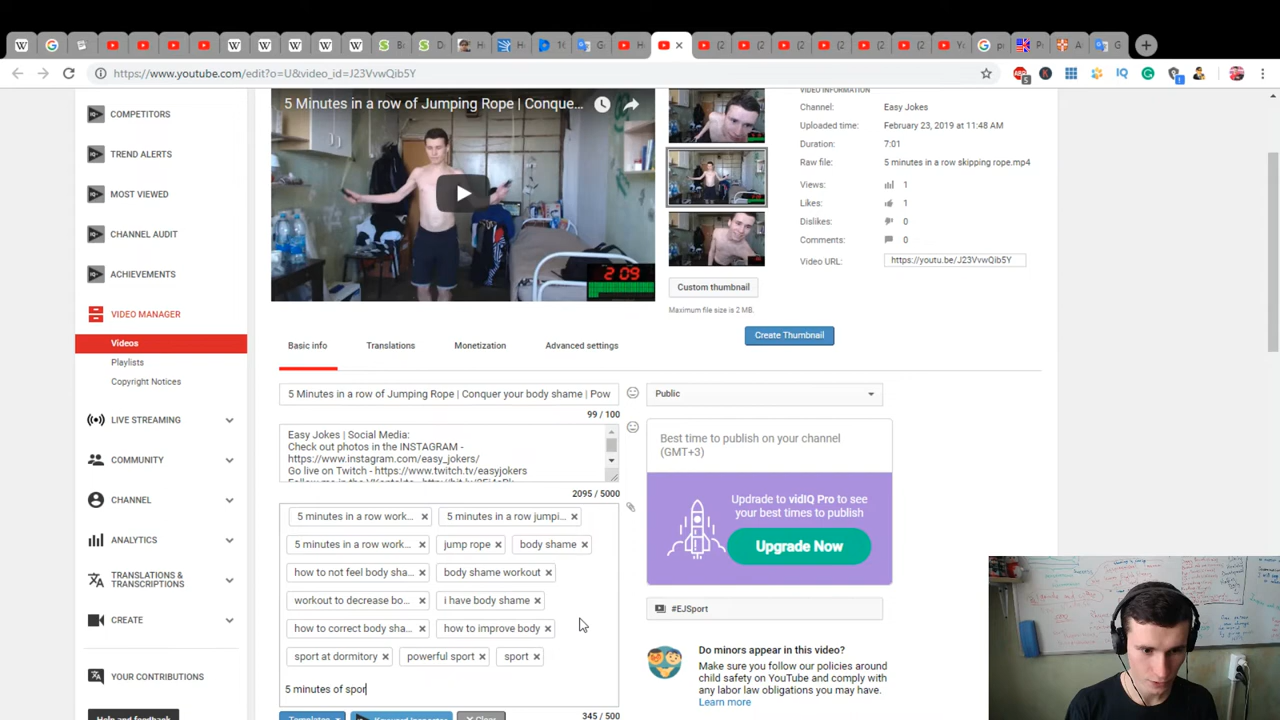 https://www.youtube.com/edit?o=U&video_id=J23VvwQib5Y
COMPETITORS
TREND ALERTS
MOST VIEWED
CHANNEL AUDIT
ACHIEVEMENTS
VIDEO MANAGER
Videos
Playlists
Copyright Notices
LIVE STREAMING
COMMUNITY
CHANNEL
ANALYTICS
TRANSLATIONS &
TRANSCRIPTIONS
CREATE
YOUR CONTRIBUTIONS
Help and feedback
5 Minutes in a row of Jumping Rope | Conque...
2 09
VIDEO INFORMATION
Channel: Easy Jokes
Uploaded time: February 23, 2019 at 11:48 AM
Duration: 7:01
Raw file: 5 minutes in a row skipping rope.mp4
Views: 1
Likes: 1
Dislikes: 0
Comments: 0
Video URL: https://youtu.be/J23VvwQib5Y
Custom thumbnail
Maximum file size is 2 MB.
Create Thumbnail
Basic info Translations Monetization Advanced settings
5 Minutes in a row of Jumping Rope | Conquer your body shame | Pow
99 / 100
Easy Jokes | Social Media:
Check out photos in the INSTAGRAM -
https://www.instagram.com/easy_jokers/
Go live on Twitch - https://www.twitch.tv/easyjokers
2095 / 5000
5 minutes in a row work... 5 minutes in a row jumpi...
5 minutes in a row work... jump rope body shame
how to not feel body sha... body shame workout
workout to decrease bo... i have body shame
how to correct body sha... how to improve body
sport at dormitory powerful sport sport
5 minutes of spor
Templates Keyword Inspector Clear
345 / 500
Public
Best time to publish on your channel
(GMT+3)
Updrade to vidIQ Pro to see
your best times to publish
Upgrade Now
#EJSport
Do minors appear in this video?
Make sure you follow our policies around
child safety on YouTube and comply with
any labor law obligations you may have.
Learn more